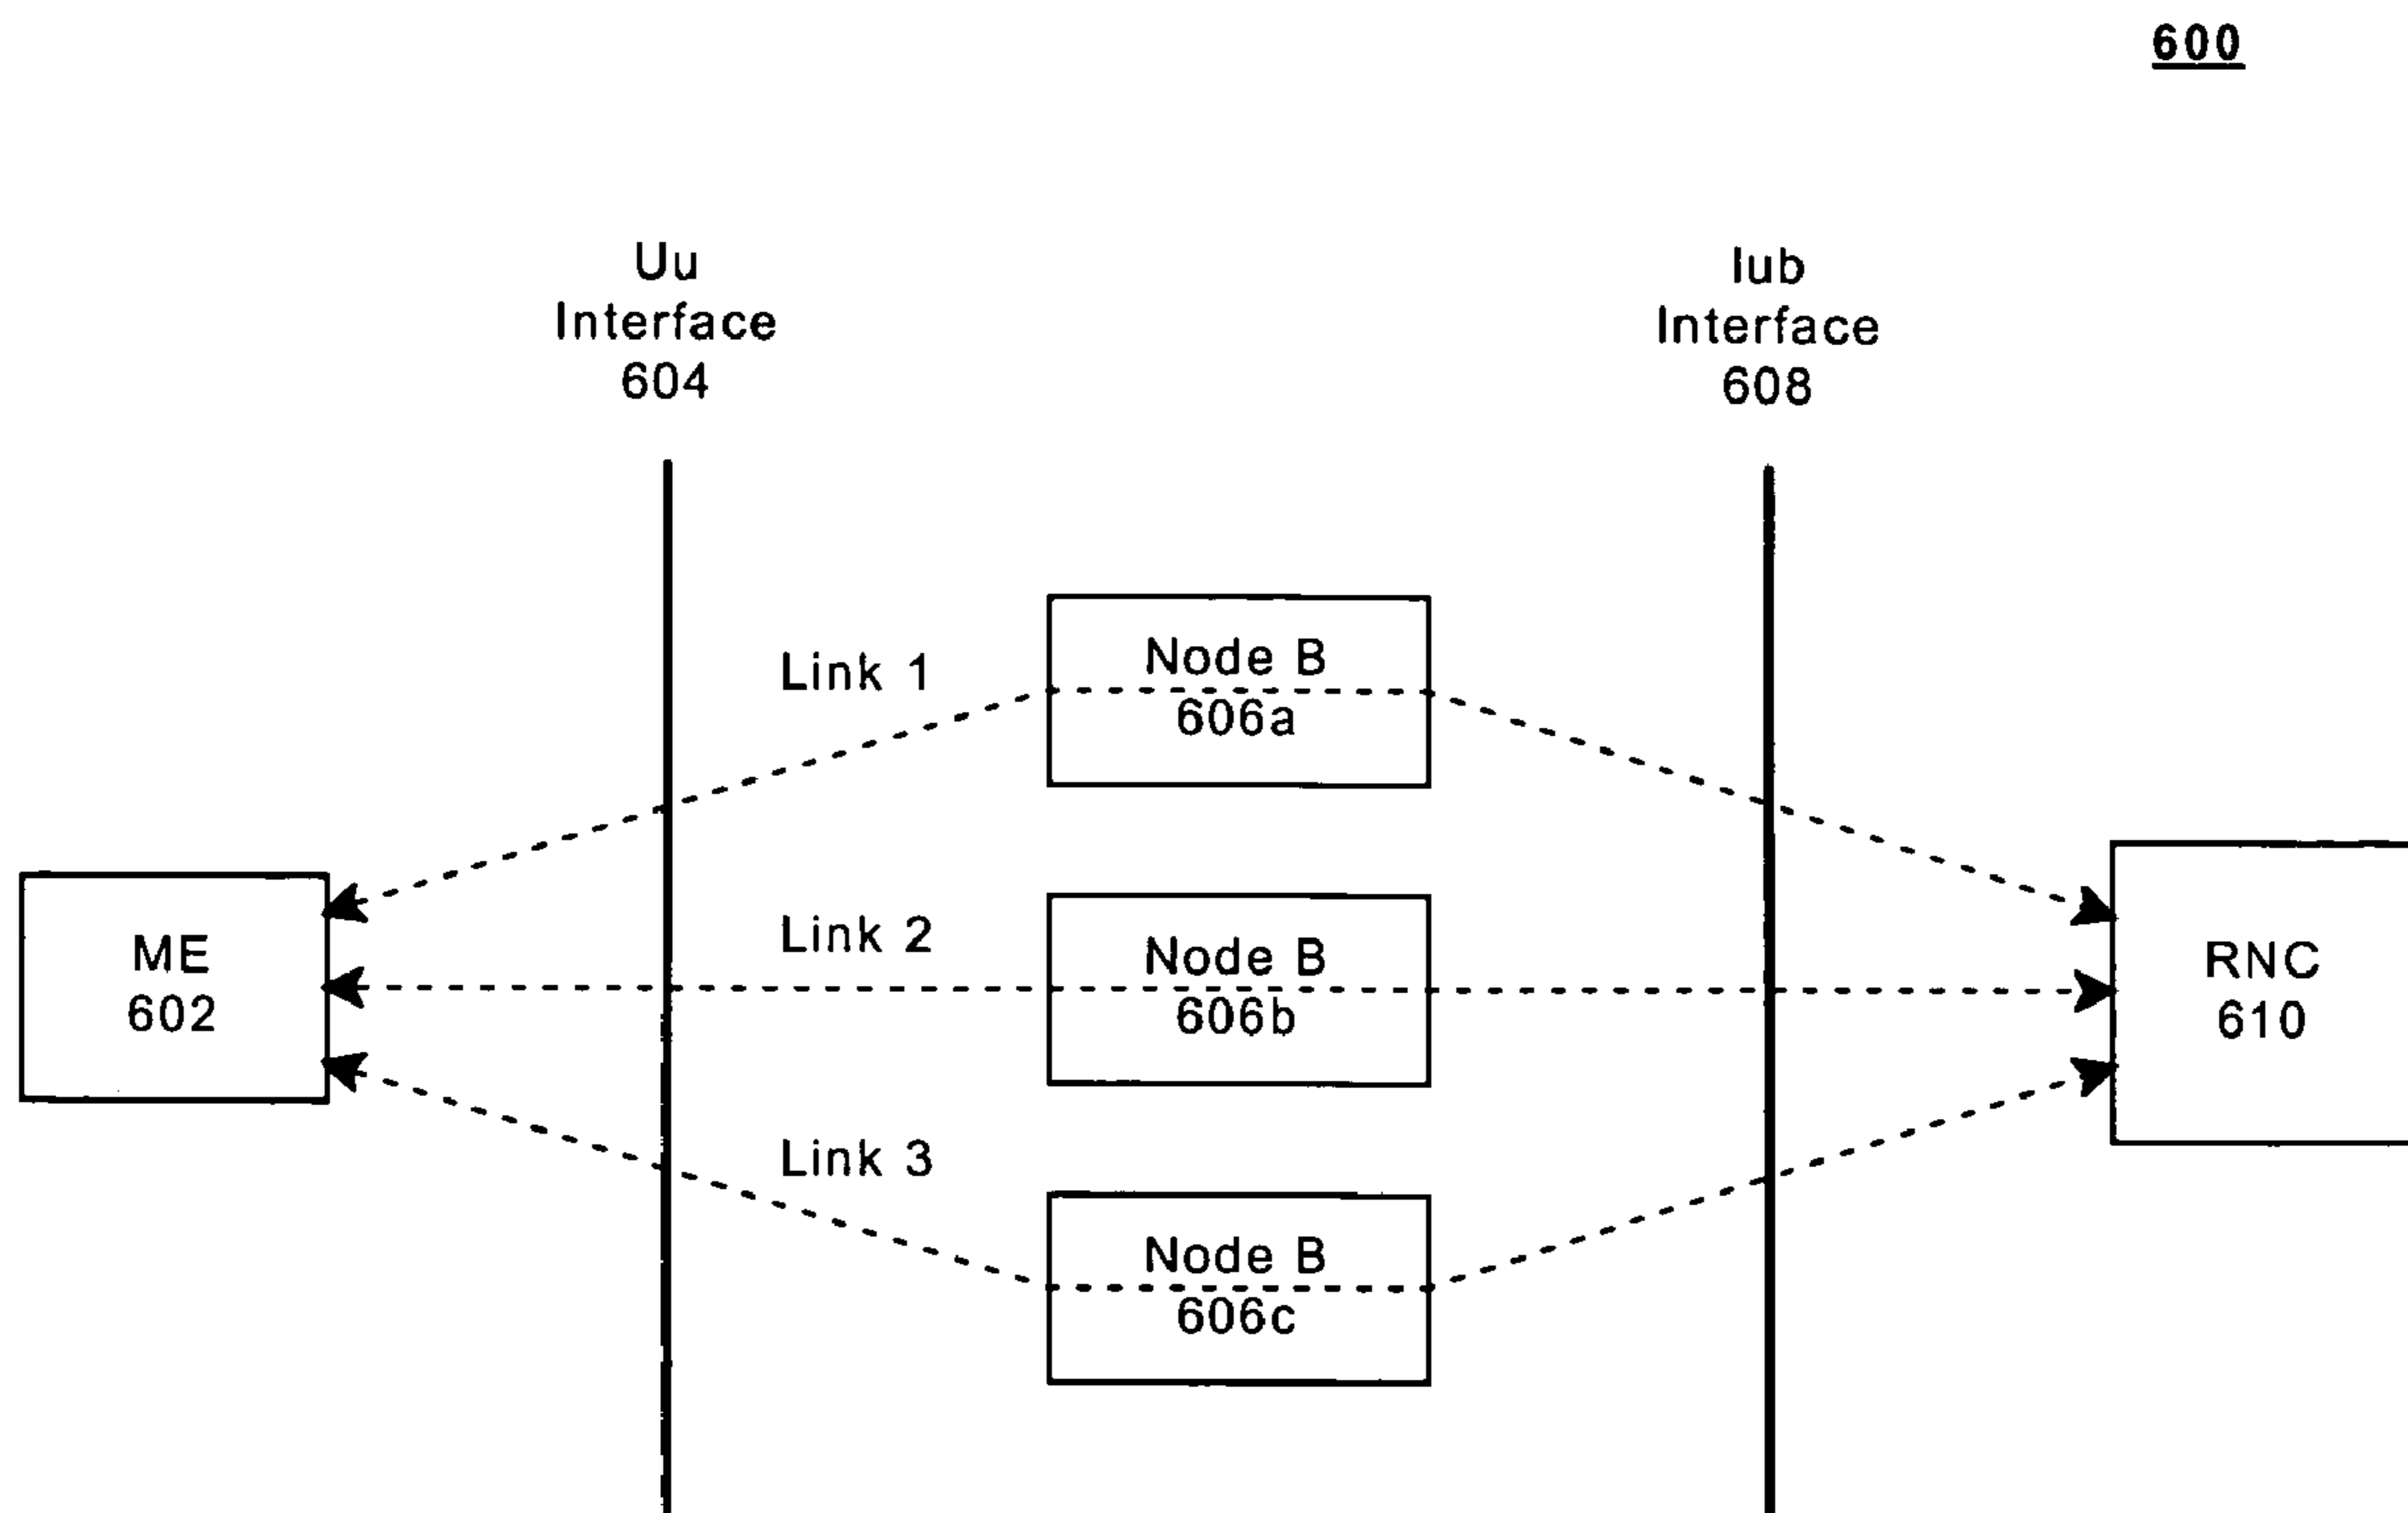 600
Uu
Interface
604
Iub
Interface
608
Link 1
Node B
606a
Link 2
ME
602
Node B
606b
RNC
610
Link 3
Node B
606c